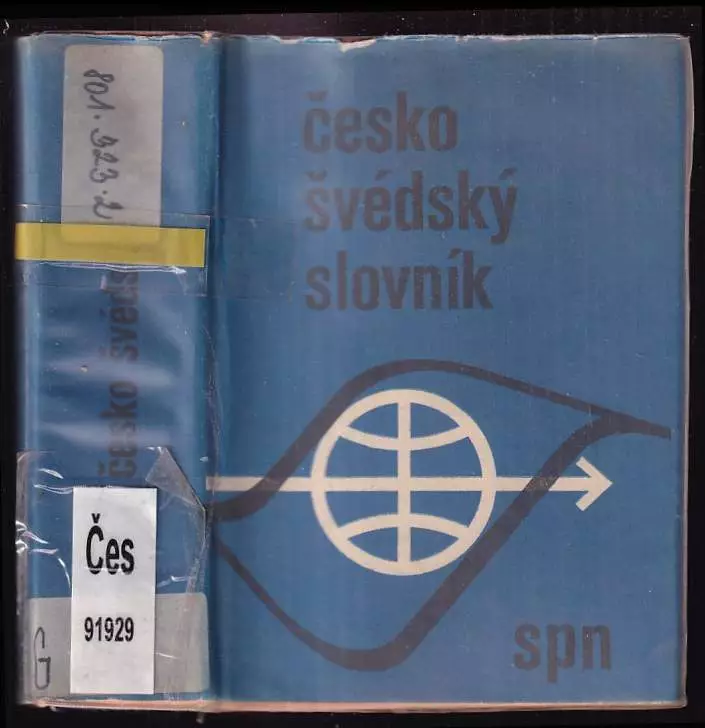 801.323.2
česko švéds
Čes
91929
G
česko
švédský
slovník
spn